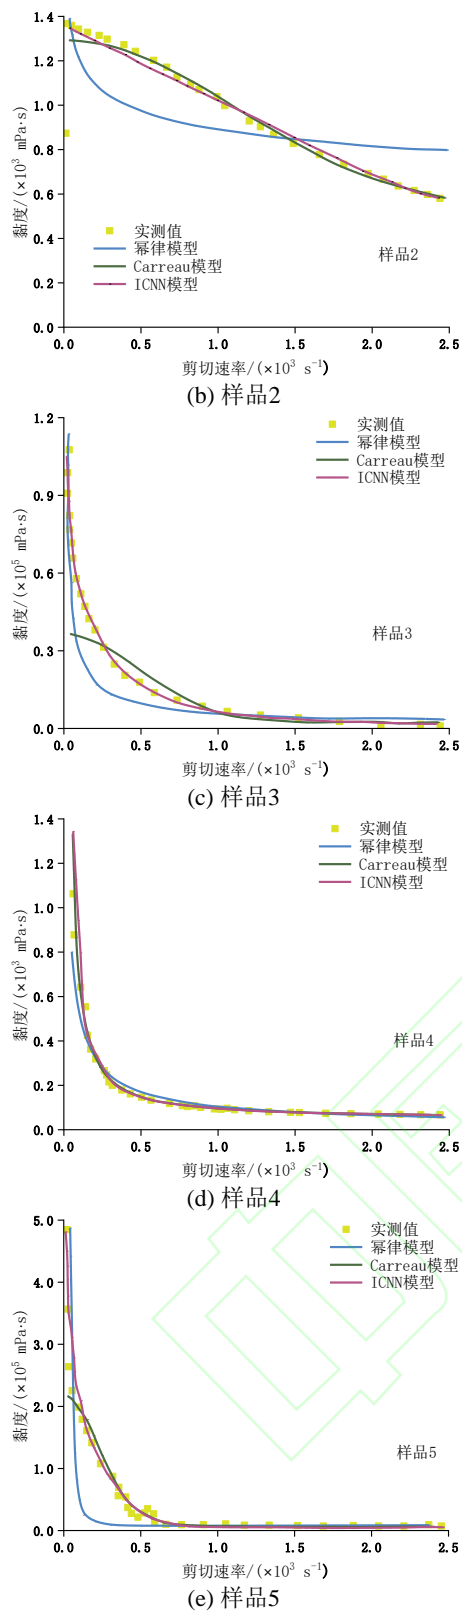 1.4
1.2
1.0
0.8
0.6
0.4
0.2
0.0
黏度/(×10³ mPa·s)
实测值
幂律模型
Carreau模型
ICNN模型
样品2
0.0 0.5 1.0 1.5 2.0 2.5
剪切速率/(×10³ s⁻¹)
(b) 样品2
1.2
0.9
0.6
0.3
0.0
黏度/(×10⁵ mPa·s)
实测值
幂律模型
Carreau模型
ICNN模型
样品3
0.0 0.5 1.0 1.5 2.0 2.5
剪切速率/(×10³ s⁻¹)
(c) 样品3
1.4
1.2
1.0
0.8
0.6
0.4
0.2
0.0
黏度/(×10³ mPa·s)
实测值
幂律模型
Carreau模型
ICNN模型
样品4
0.0 0.5 1.0 1.5 2.0 2.5
剪切速率/(×10³ s⁻¹)
(d) 样品4
5.0
4.0
3.0
2.0
1.0
0.0
黏度/(×10⁵ mPa·s)
实测值
幂律模型
Carreau模型
ICNN模型
样品5
0.0 0.5 1.0 1.5 2.0 2.5
剪切速率/(×10³ s⁻¹)
(e) 样品5